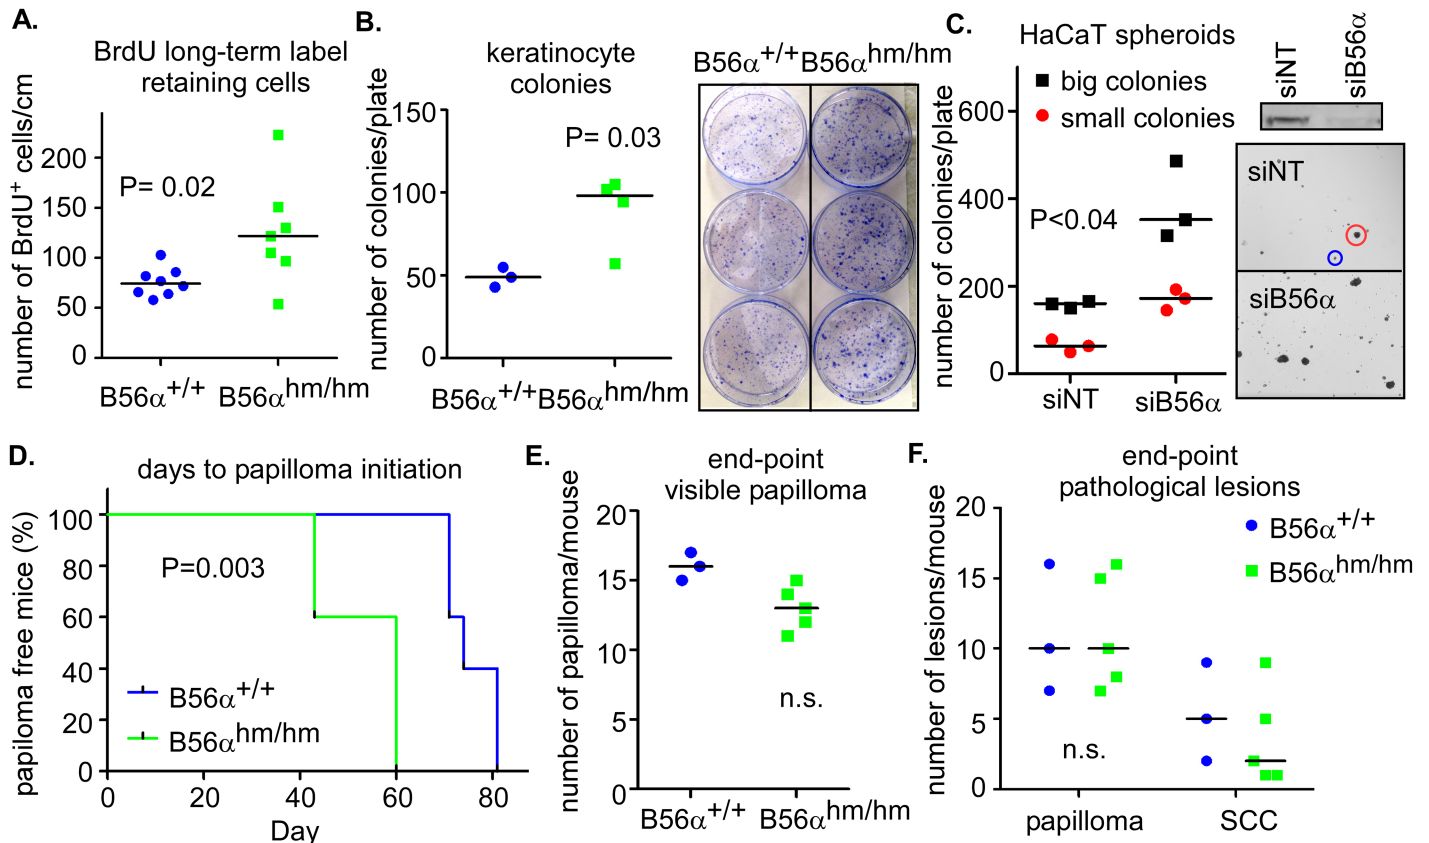 A.
BrdU long-term label
retaining cells
number of BrdU+ cells/cm
200
150
100
50
0
P= 0.02
B56α+/+
B56αhm/hm
B.
keratinocyte
colonies
number of colonies/plate
150
100
50
0
P= 0.03
B56α+/+
B56αhm/hm
B56α+/+
B56αhm/hm
C.
HaCaT spheroids
big colonies
small colonies
number of colonies/plate
600
400
200
0
P<0.04
siNT
siB56α
siNT
siB56α
siNT
siB56α
D.
days to papilloma initiation
papiloma free mice (%)
100
80
60
40
20
0
P=0.003
B56α+/+
B56αhm/hm
0
20
40
60
80
Day
E.
end-point
visible papilloma
number of papilloma/mouse
20
15
10
5
0
n.s.
B56α+/+
B56αhm/hm
F.
end-point
pathological lesions
number of lesions/mouse
20
15
10
5
0
B56α+/+
B56αhm/hm
n.s.
papilloma
SCC